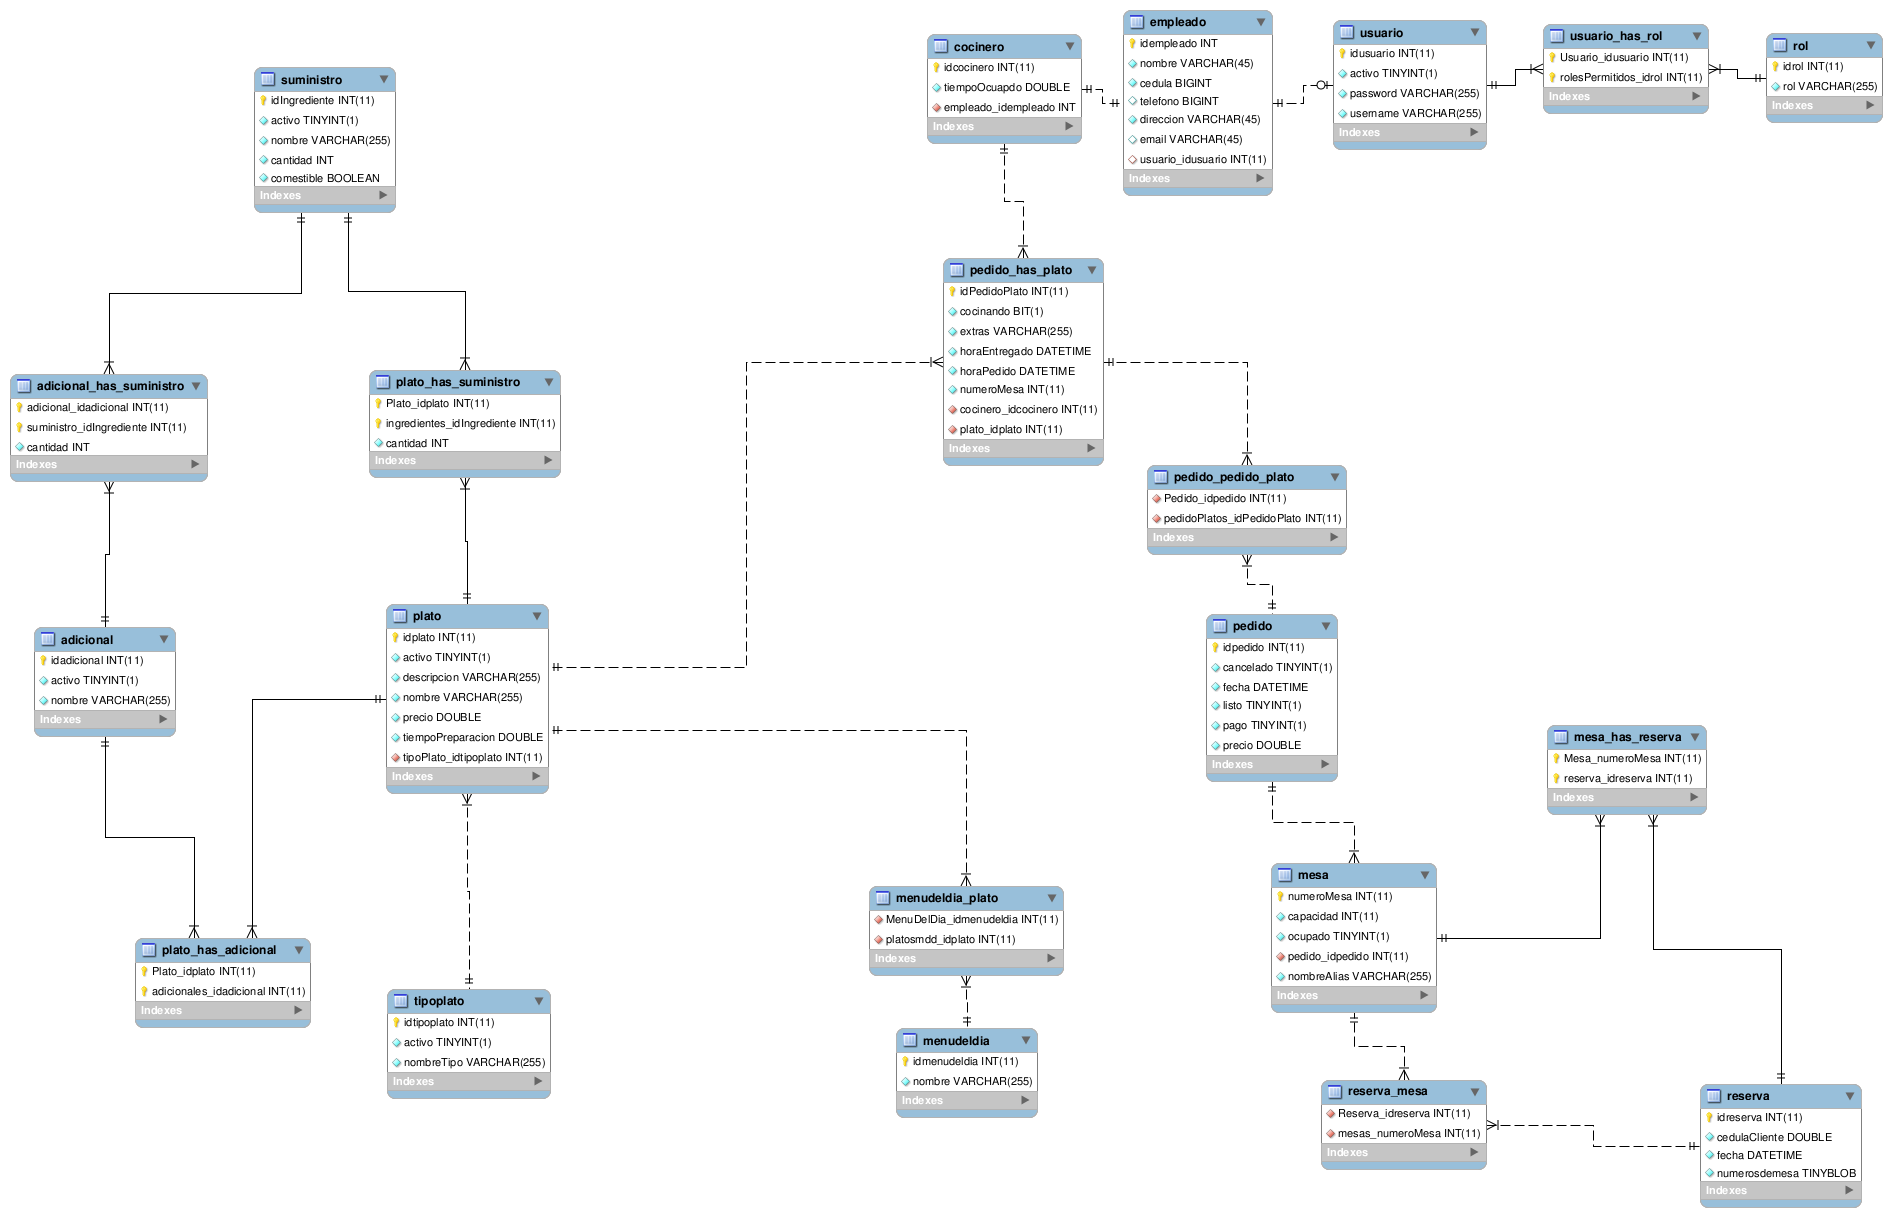 suministro
idIngrediente INT(11)
activo TINYINT(1)
nombre VARCHAR(255)
cantidad INT
comestible BOOLEAN
Indexes
cocinero
idcocinero INT(11)
tiempoOcuapdo DOUBLE
empleado_idempleado INT
Indexes
empleado
idempleado INT
nombre VARCHAR(45)
cedula BIGINT
telefono BIGINT
direccion VARCHAR(45)
email VARCHAR(45)
usuario_idusuario INT(11)
Indexes
usuario
idusuario INT(11)
activo TINYINT(1)
password VARCHAR(255)
username VARCHAR(255)
Indexes
usuario_has_rol
Usuario_idusuario INT(11)
rolesPermitidos_idrol INT(11)
Indexes
rol
idrol INT(11)
rol VARCHAR(255)
Indexes
adicional_has_suministro
adicional_idadicional INT(11)
suministro_idIngrediente INT(11)
cantidad INT
Indexes
plato_has_suministro
Plato_idplato INT(11)
ingredientes_idIngrediente INT(11)
cantidad INT
Indexes
pedido_has_plato
idPedidoPlato INT(11)
cocinando BIT(1)
extras VARCHAR(255)
horaEntregado DATETIME
horaPedido DATETIME
numeroMesa INT(11)
cocinero_idcocinero INT(11)
plato_idplato INT(11)
Indexes
pedido_pedido_plato
Pedido_idpedido INT(11)
pedidoPlatos_idPedidoPlato INT(11)
Indexes
adicional
idadicional INT(11)
activo TINYINT(1)
nombre VARCHAR(255)
Indexes
plato
idplato INT(11)
activo TINYINT(1)
descripcion VARCHAR(255)
nombre VARCHAR(255)
precio DOUBLE
tiempoPreparacion DOUBLE
tipoPlato_idtipoplato INT(11)
Indexes
pedido
idpedido INT(11)
cancelado TINYINT(1)
fecha DATETIME
listo TINYINT(1)
pago TINYINT(1)
precio DOUBLE
Indexes
mesa_has_reserva
Mesa_numeroMesa INT(11)
reserva_idreserva INT(11)
Indexes
mesa
numeroMesa INT(11)
capacidad INT(11)
ocupado TINYINT(1)
pedido_idpedido INT(11)
nombreAlias VARCHAR(255)
Indexes
plato_has_adicional
Plato_idplato INT(11)
adicionales_idadicional INT(11)
Indexes
tipoplato
idtipoplato INT(11)
activo TINYINT(1)
nombreTipo VARCHAR(255)
Indexes
menudeldia_plato
MenuDelDia_idmenudeldia INT(11)
platosmdd_idplato INT(11)
Indexes
menudeldia
idmenudeldia INT(11)
nombre VARCHAR(255)
Indexes
reserva_mesa
Reserva_idreserva INT(11)
mesas_numeroMesa INT(11)
Indexes
reserva
idreserva INT(11)
cedulaCliente DOUBLE
fecha DATETIME
numerosdemesa TINYBLOB
Indexes